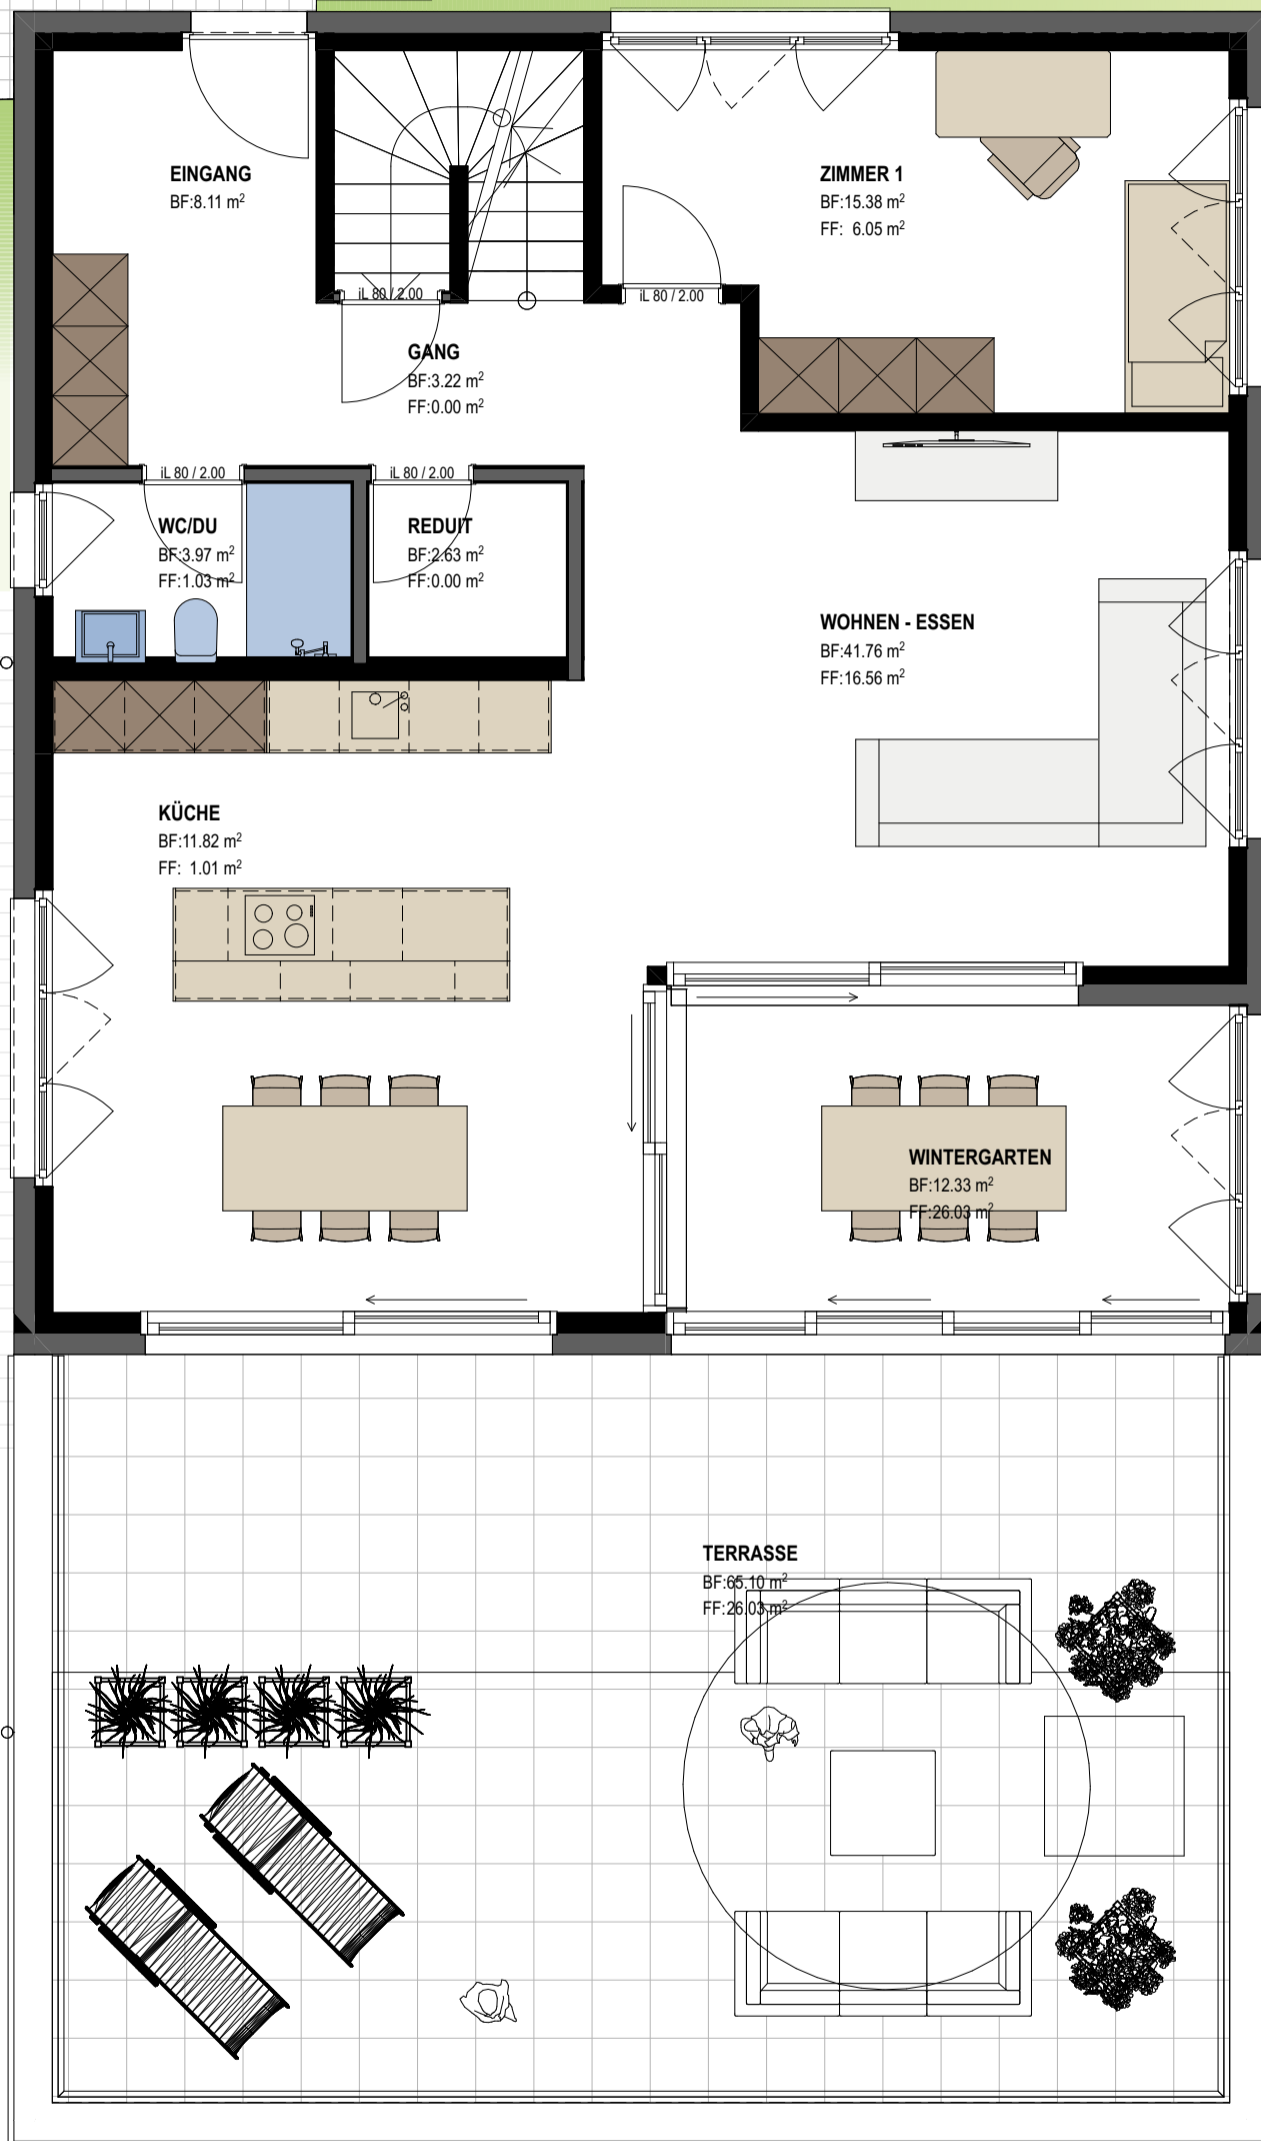 EINGANG
BF:8.11 m²
ZIMMER 1
BF:15.38 m²
FF: 6.05 m²
iL 80 / 2.00
iL 80 / 2.00
GANG
BF:3.22 m²
FF:0.00 m²
iL 80 / 2.00
iL 80 / 2.00
WC/DU
BF:3.97 m²
FF:1.03 m²
REDUIT
BF:2.63 m²
FF:0.00 m²
WOHNEN - ESSEN
BF:41.76 m²
FF:16.56 m²
KÜCHE
BF:11.82 m²
FF: 1.01 m²
WINTERGARTEN
BF:12.33 m²
FF:26.03 m²
TERRASSE
BF:65.10 m²
FF:26.03 m²